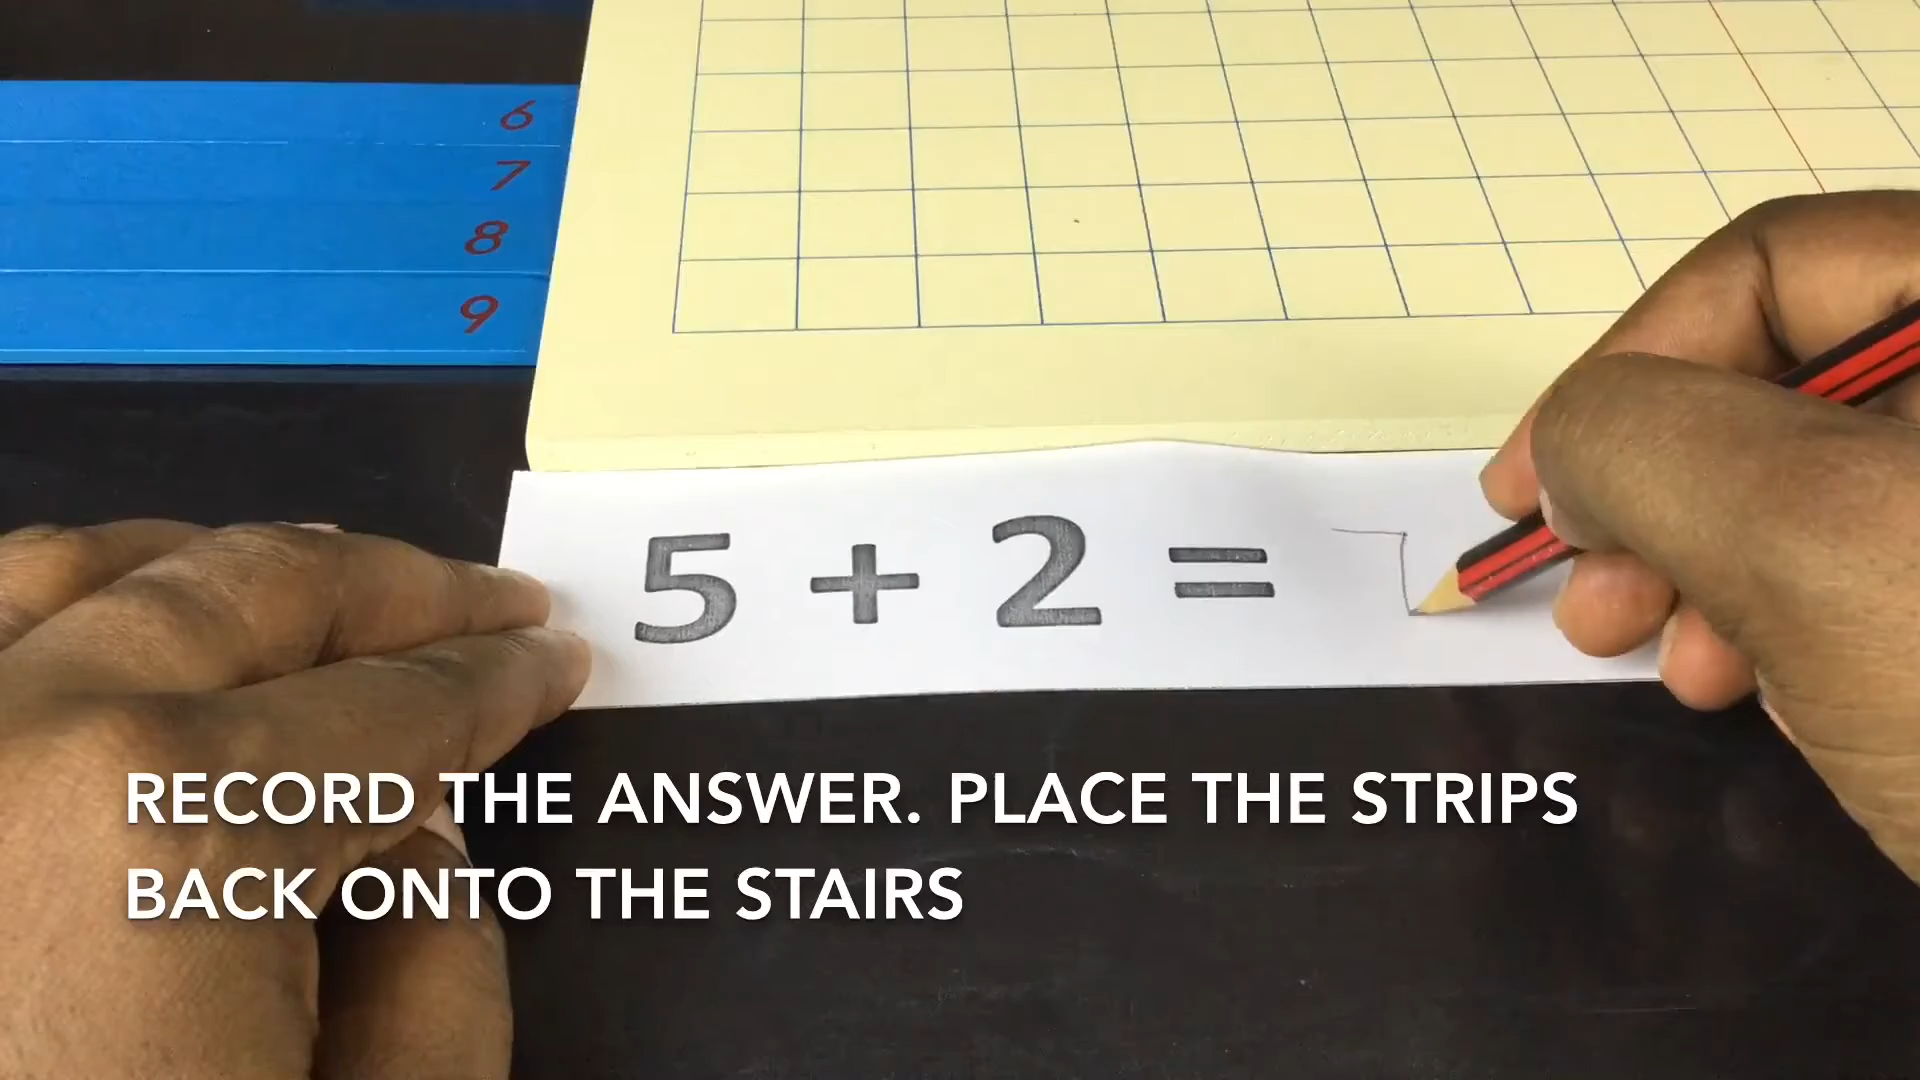 6
7
8
9
5 + 2 = 7
RECORD THE ANSWER. PLACE THE STRIPS
BACK ONTO THE STAIRS